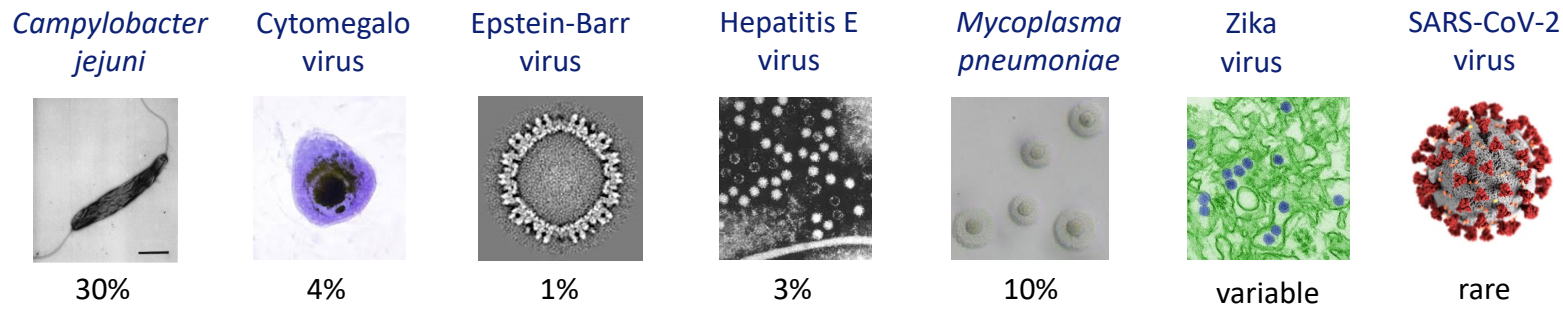 Campylobacter
jejuni
Cytomegalo
virus
Epstein-Barr
virus
Hepatitis E
virus
Mycoplasma
pneumoniae
Zika
virus
SARS-CoV-2
virus
30%
4%
1%
3%
10%
variable
rare